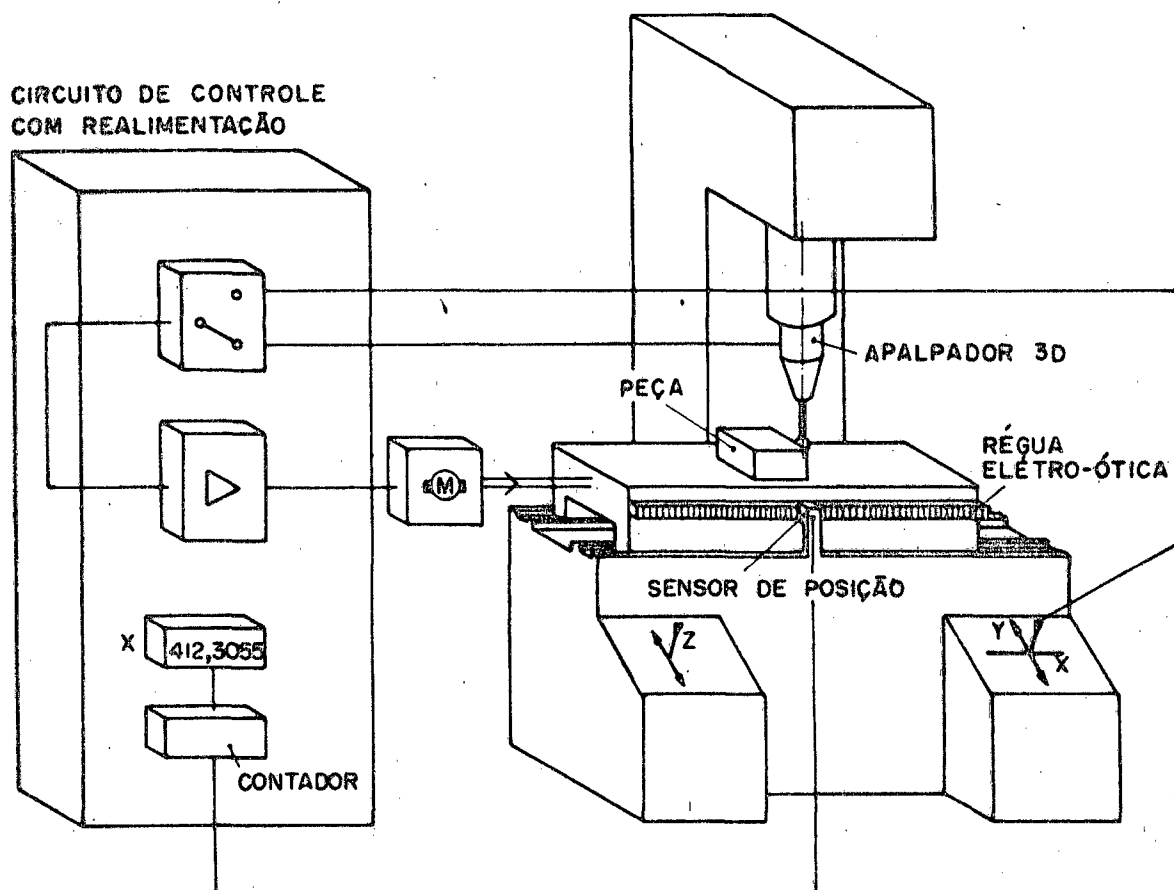 CIRCUITO DE CONTROLE
COM REALIMENTAÇÃO
APALPADOR 3D
PEÇA
RÉGUA
ELÉTRO-ÓTICA
M
SENSOR DE POSIÇÃO
X
412,3055
Z
Y
X
CONTADOR